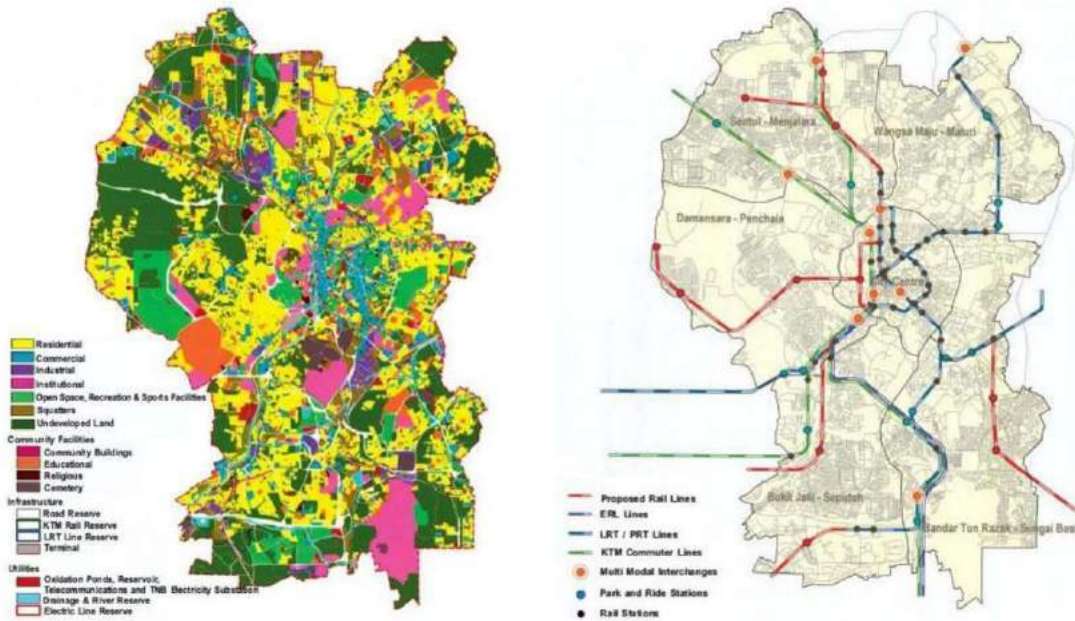 Residential
Commercial
Industrial
Institutional
Open Space, Recreation & Sports Facilities
Squatters
Undeveloped Land
Community Facilities
Community Buildings
Educational
Religious
Cemetery
Infrastructure
Road Reserve
KTM Rail Reserve
LRT Line Reserve
Terminal
Utilities
Oxidation Ponds, Reservoir,
Telecommunications and TNB Electricity Substation
Drainage & River Reserve
Electric Line Reserve
Sentul - Menjalara
Wangsa Maju - Maluri
Damansara - Penchala
City Centre
Bukit Jalil - Seputeh
Bandar Tun Razak - Sungai Besi
Proposed Rail Lines
ERL Lines
LRT / PRT Lines
KTM Commuter Lines
Multi Modal Interchanges
Park and Ride Stations
Rail Stations